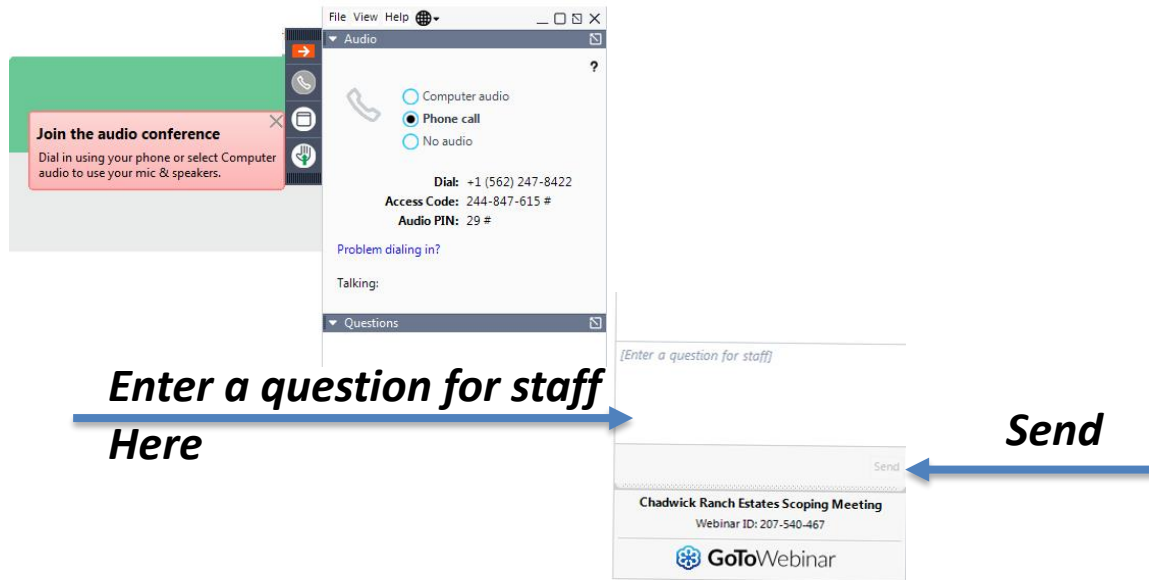 File View Help
Audio
?
Computer audio
Phone call
No audio
Join the audio conference
Dial in using your phone or select Computer
audio to use your mic & speakers.
Dial: +1 (562) 247-8422
Access Code: 244-847-615 #
Audio PIN: 29 #
Problem dialing in?
Talking:
Questions
[Enter a question for staff]
Enter a question for staff
Here
Send
Send
Chadwick Ranch Estates Scoping Meeting
Webinar ID: 207-540-467
GoToWebinar